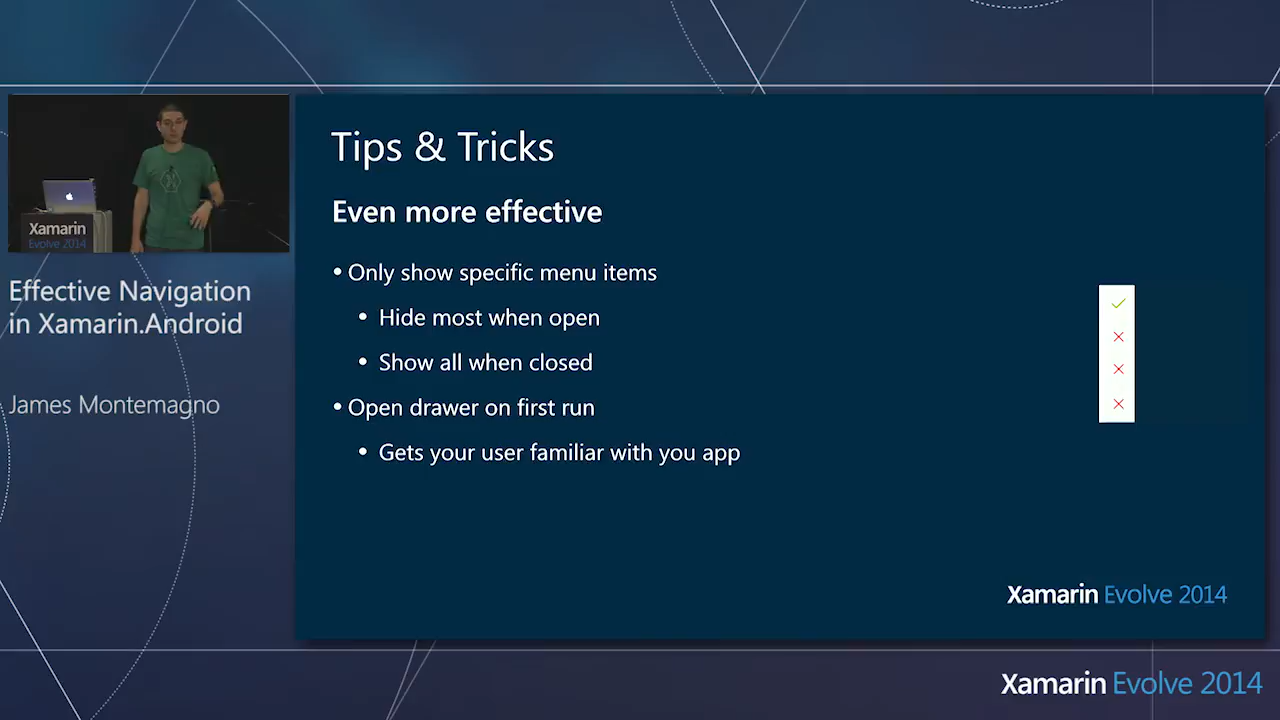 Tips & Tricks
Even more effective
• Only show specific menu items
• Hide most when open
• Show all when closed
• Open drawer on first run
• Gets your user familiar with you app
Xamarin Evolve 2014
Xamarin
Evolve 2014
Effective Navigation
in Xamarin.Android
James Montemagno
Xamarin Evolve 2014